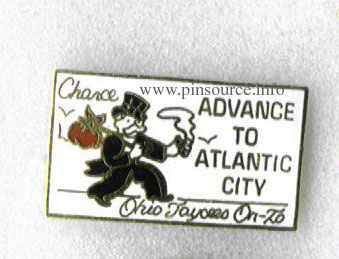 www.pinsource.info
Chance
ADVANCE
TO
ATLANTIC
CITY
Ohio Jaycees On-To